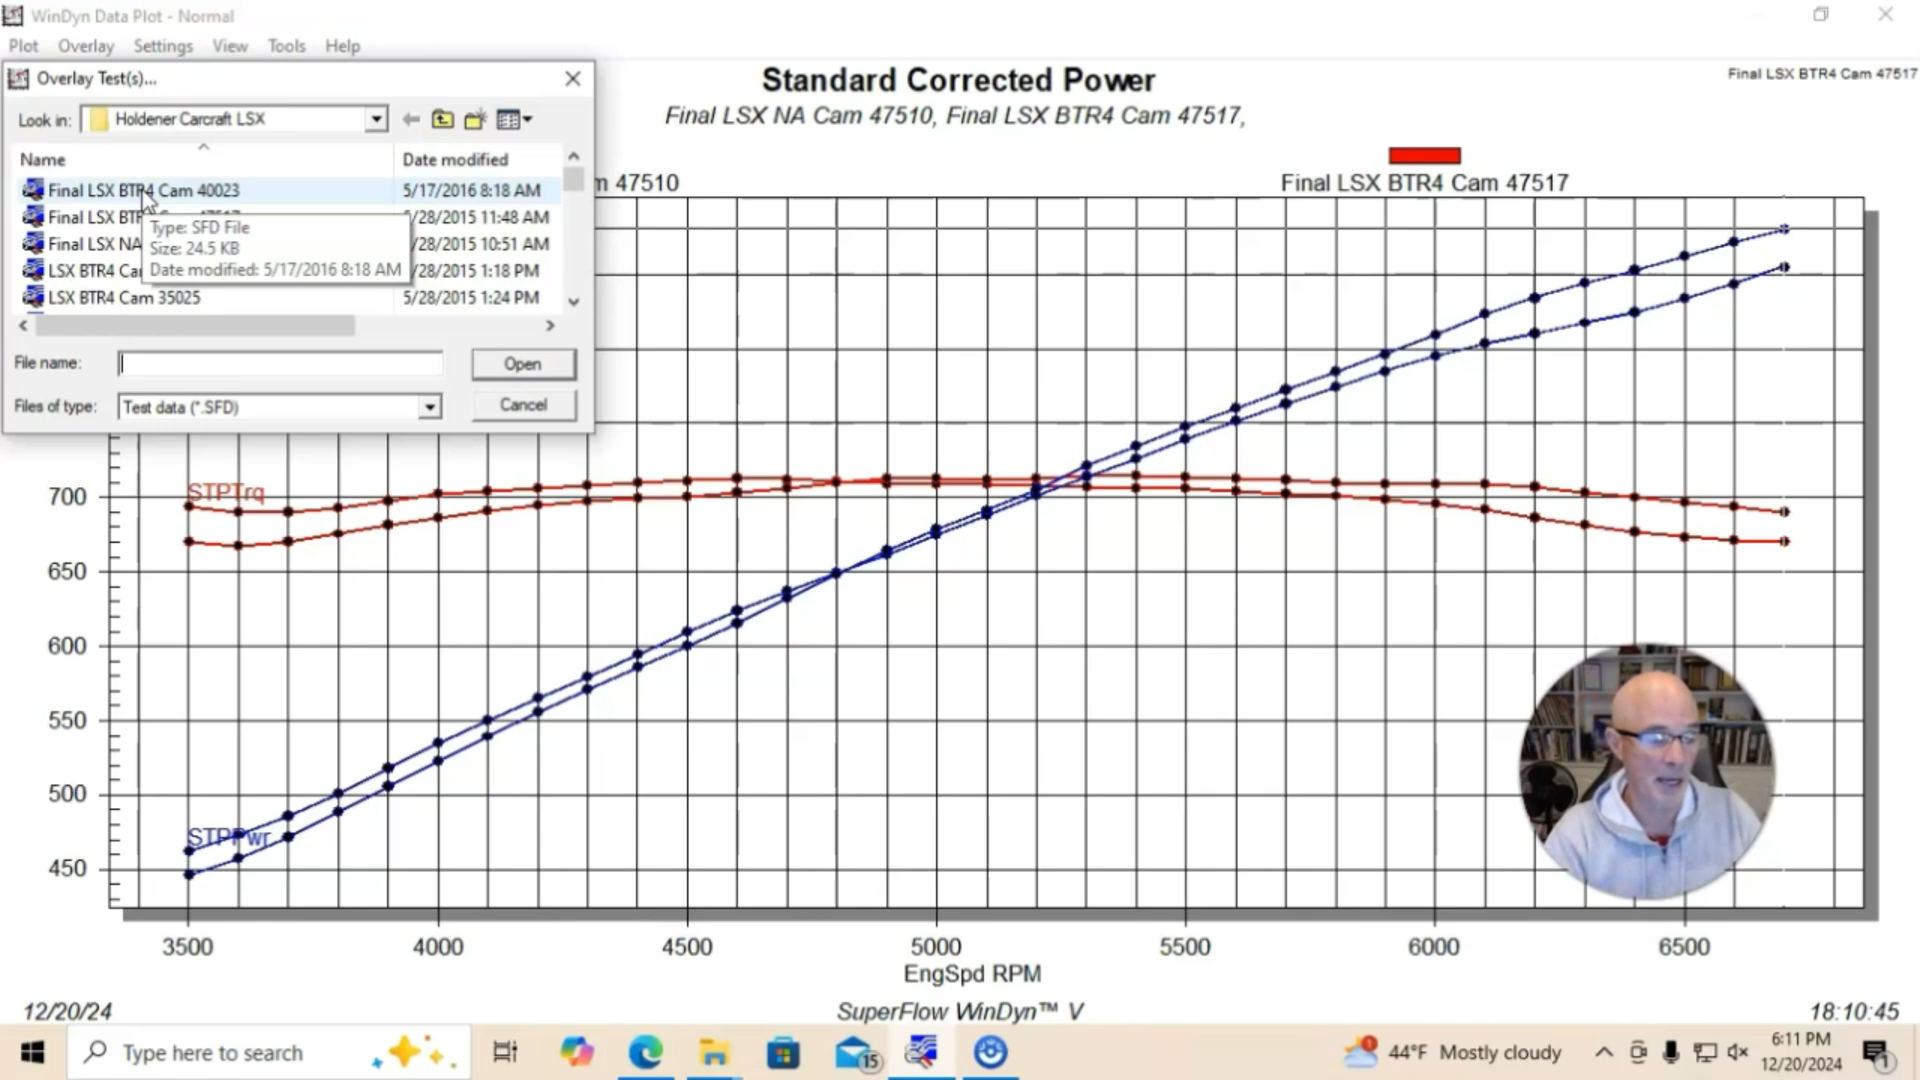 WinDyn Data Plot - Normal
Plot Overlay Settings View Tools Help
Overlay Test(s)...
Look in: Holdener Carcraft LSX
Name Date modified
Final LSX BTR4 Cam 40023 5/17/2016 8:18 AM
Final LSX BTR /28/2015 11:48 AM
Final LSX NA /28/2015 10:51 AM
LSX BTR4 Ca /28/2015 1:18 PM
LSX BTR4 Cam 35025 5/28/2015 1:24 PM
Type: SFD File
Size: 24.5 KB
Date modified: 5/17/2016 8:18 AM
File name: Open
Files of type: Test data (*.SFD) Cancel
Standard Corrected Power
Final LSX NA Cam 47510, Final LSX BTR4 Cam 47517,
Final LSX BTR4 Cam 47517
m 47510
Final LSX BTR4 Cam 47517
STPTrq
STPPwr
700
650
600
550
500
450
3500 4000 4500 5000 5500 6000 6500
EngSpd RPM
12/20/24 SuperFlow WinDyn™ V 18:10:45
Type here to search
15
1
44°F Mostly cloudy
6:11 PM
12/20/2024
1